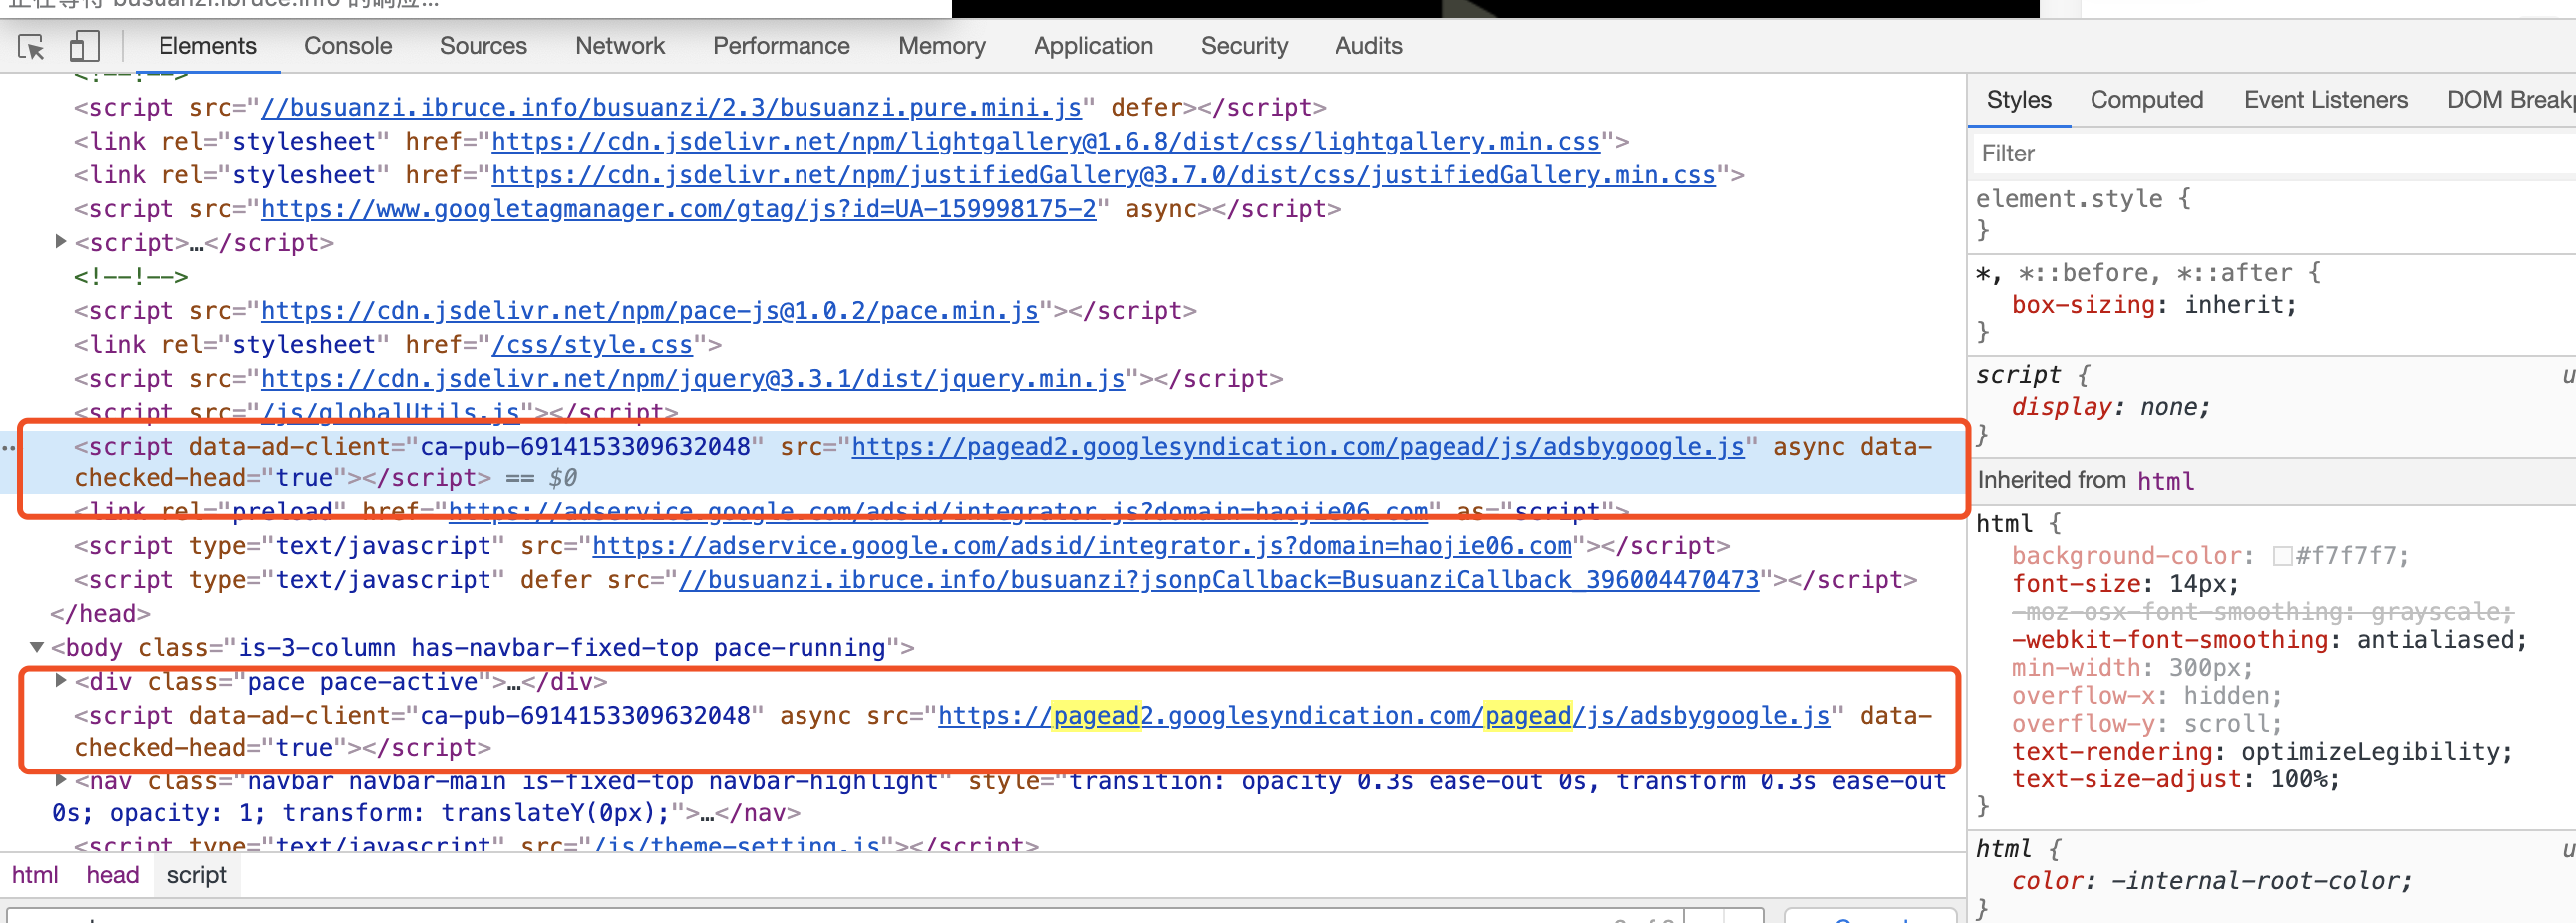 正在等待 busuanzi.ibruce.info 的响应...
Elements Console Sources Network Performance Memory Application Security Audits
<!--!-->
<script src="//busuanzi.ibruce.info/busuanzi/2.3/busuanzi.pure.mini.js" defer></script>
<link rel="stylesheet" href="https://cdn.jsdelivr.net/npm/lightgallery@1.6.8/dist/css/lightgallery.min.css">
<link rel="stylesheet" href="https://cdn.jsdelivr.net/npm/justifiedGallery@3.7.0/dist/css/justifiedGallery.min.css">
<script src="https://www.googletagmanager.com/gtag/js?id=UA-159998175-2" async></script>
<script>…</script>
<!--!-->
<script src="https://cdn.jsdelivr.net/npm/pace-js@1.0.2/pace.min.js"></script>
<link rel="stylesheet" href="/css/style.css">
<script src="https://cdn.jsdelivr.net/npm/jquery@3.3.1/dist/jquery.min.js"></script>
<script src="/js/globalUtils.js"></script>
<script data-ad-client="ca-pub-6914153309632048" src="https://pagead2.googlesyndication.com/pagead/js/adsbygoogle.js" async data-
checked-head="true"></script> == $0
<link rel="preload" href="https://adservice.google.com/adsid/integrator.js?domain=haojie06.com" as="script">
<script type="text/javascript" src="https://adservice.google.com/adsid/integrator.js?domain=haojie06.com"></script>
<script type="text/javascript" defer src="//busuanzi.ibruce.info/busuanzi?jsonpCallback=BusuanziCallback_396004470473"></script>
</head>
<body class="is-3-column has-navbar-fixed-top pace-running">
<div class="pace pace-active">…</div>
<script data-ad-client="ca-pub-6914153309632048" async src="https://pagead2.googlesyndication.com/pagead/js/adsbygoogle.js" data-
checked-head="true"></script>
<nav class="navbar navbar-main is-fixed-top navbar-highlight" style="transition: opacity 0.3s ease-out 0s, transform 0.3s ease-out
0s; opacity: 1; transform: translateY(0px);">…</nav>
<script type="text/javascript" src="/js/theme-setting.js"></script>
html head script
Styles Computed Event Listeners DOM Breakp
Filter
element.style {
}
*, *::before, *::after {
box-sizing: inherit;
}
script { u
display: none;
}
Inherited from html
html {
background-color: #f7f7f7;
font-size: 14px;
-moz-osx-font-smoothing: grayscale;
-webkit-font-smoothing: antialiased;
min-width: 300px;
overflow-x: hidden;
overflow-y: scroll;
text-rendering: optimizeLegibility;
text-size-adjust: 100%;
}
html { u
color: -internal-root-color;
}